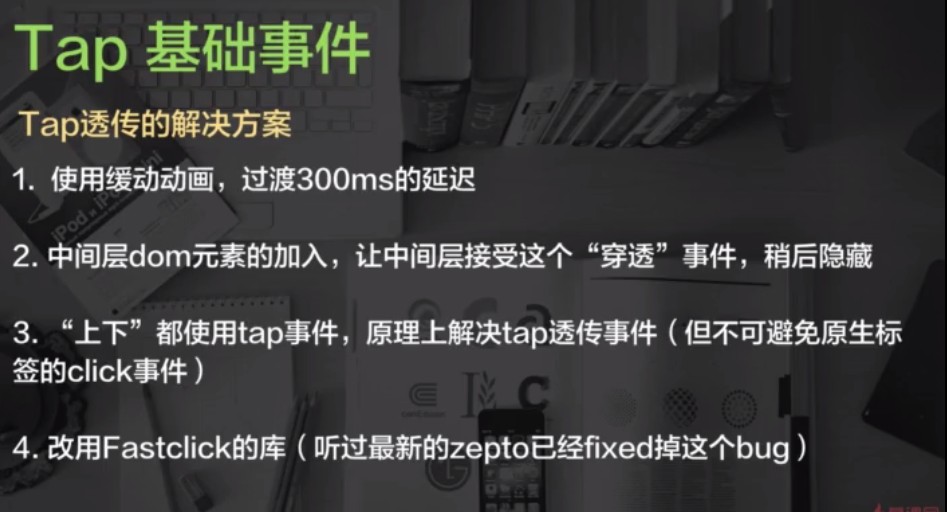 Tap 基础事件
Tap透传的解决方案
1. 使用缓动动画，过渡300ms的延迟
2. 中间层dom元素的加入，让中间层接受这个“穿透”事件，稍后隐藏
3. “上下”都使用tap事件，原理上解决tap透传事件（但不可避免原生标
签的click事件）
4. 改用Fastclick的库（听过最新的zepto已经fixed掉这个bug）
iPod ni iPod